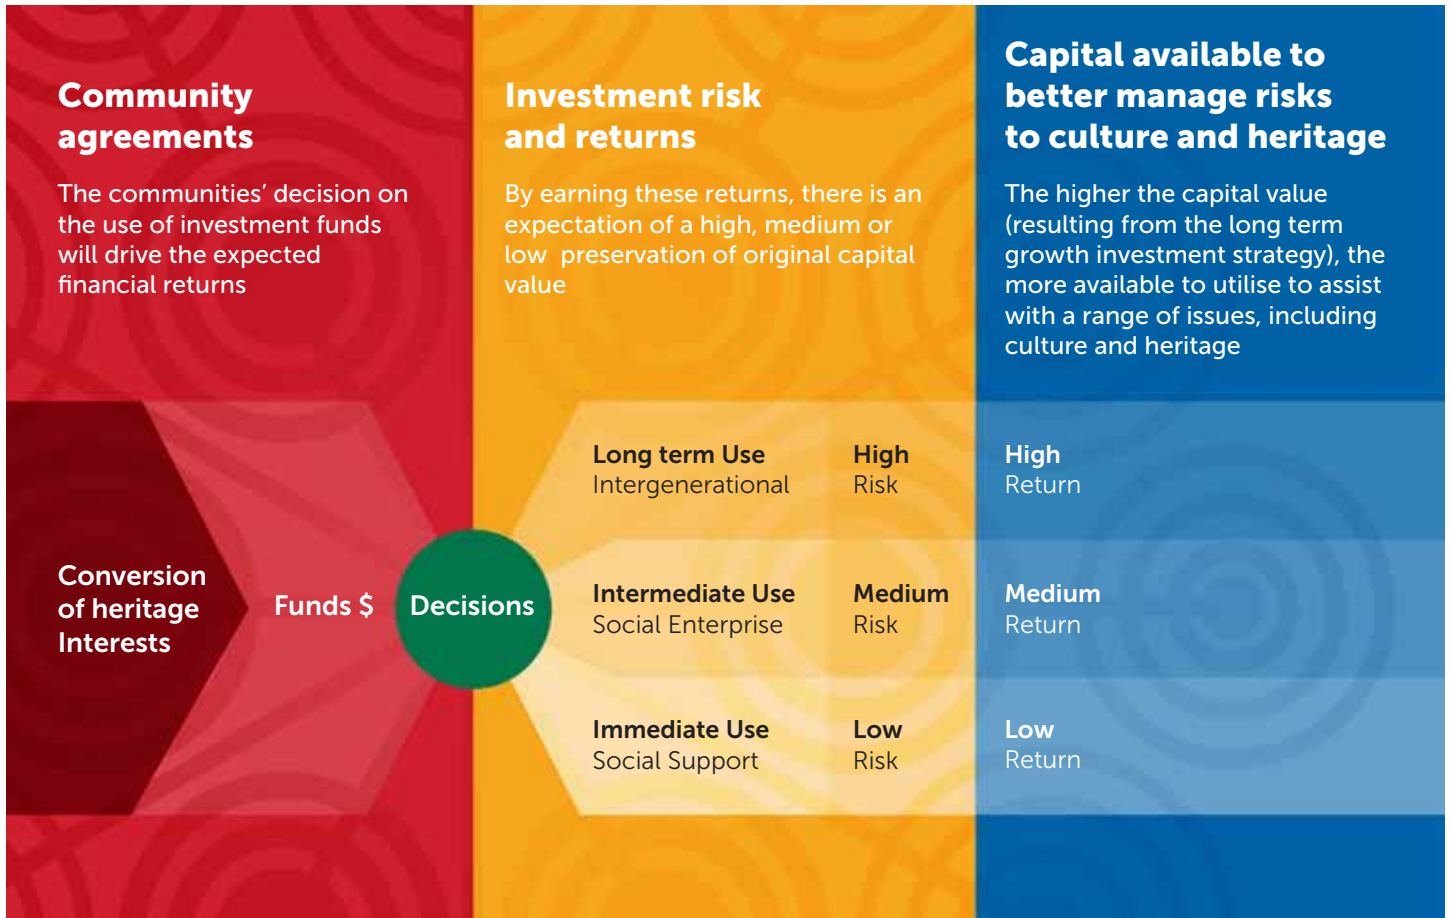 Community
agreements
The communities’ decision on
the use of investment funds
will drive the expected
financial returns
Investment risk
and returns
By earning these returns, there is an
expectation of a high, medium or
low  preservation of original capital
value
Capital available to
better manage risks
to culture and heritage
The higher the capital value
(resulting from the long term
growth investment strategy), the
more available to utilise to assist
with a range of issues, including
culture and heritage
Conversion
of heritage
Interests
Funds $
Decisions
Long term Use
Intergenerational
High
Risk
High
Return
Intermediate Use
Social Enterprise
Medium
Risk
Medium
Return
Immediate Use
Social Support
Low
Risk
Low
Return